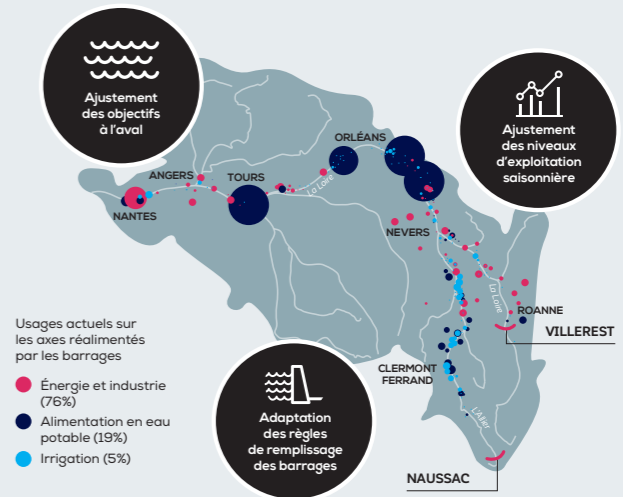 Ajustement
des objectifs
à l'aval
Ajustement
des niveaux
d'exploitation
saisonnière
ORLÉANS
ANGERS
TOURS
La Loire
NANTES
NEVERS
La Loire
ROANNE
VILLEREST
Usages actuels sur
les axes réalimentés
par les barrages
Énergie et industrie
(76%)
Alimentation en eau
potable (19%)
Irrigation (5%)
Adaptation
des règles
de remplissage
des barrages
CLERMONT
FERRAND
L'Allier
NAUSSAC